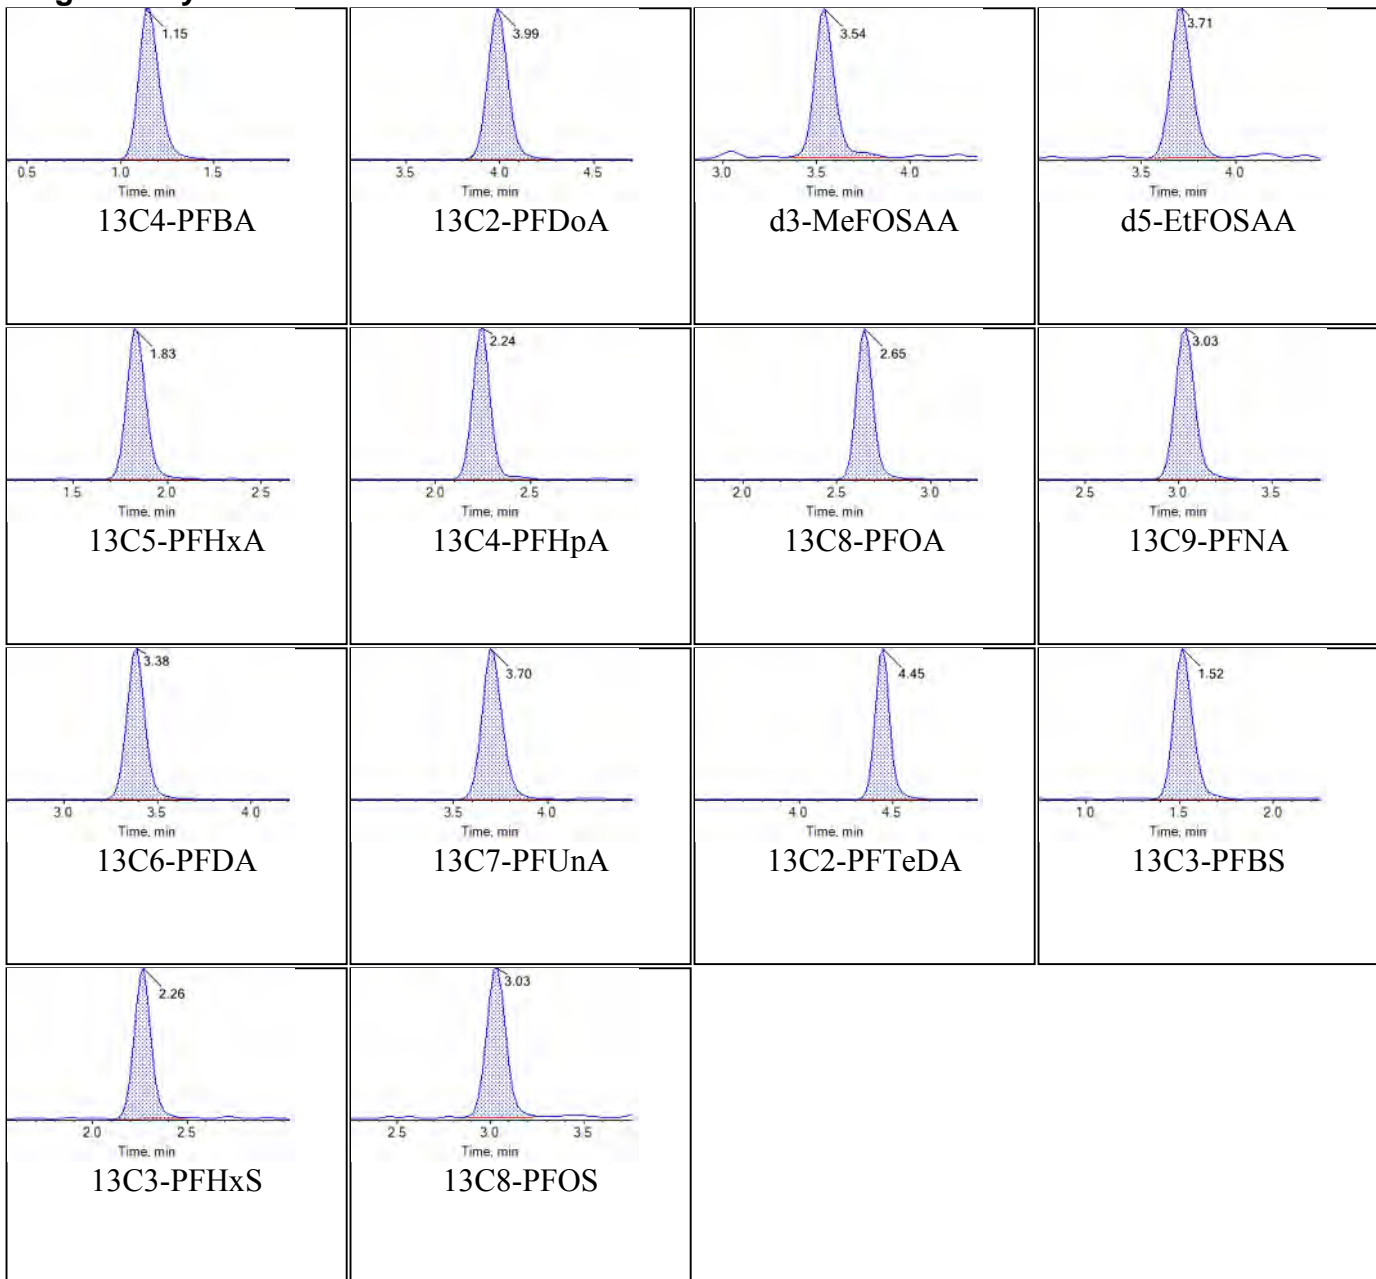 1.15
0.5 1.0 1.5
Time, min
13C4-PFBA
3.99
3.5 4.0 4.5
Time, min
13C2-PFDoA
3.54
3.0 3.5 4.0
Time, min
d3-MeFOSAA
3.71
3.5 4.0
Time, min
d5-EtFOSAA
1.83
1.5 2.0 2.5
Time, min
13C5-PFHxA
2.24
2.0 2.5
Time, min
13C4-PFHpA
2.65
2.0 2.5 3.0
Time, min
13C8-PFOA
3.03
2.5 3.0 3.5
Time, min
13C9-PFNA
3.38
3.0 3.5 4.0
Time, min
13C6-PFDA
3.70
3.5 4.0
Time, min
13C7-PFUnA
4.45
4.0 4.5
Time, min
13C2-PFTeDA
1.52
1.0 1.5 2.0
Time, min
13C3-PFBS
2.26
2.0 2.5
Time, min
13C3-PFHxS
3.03
2.5 3.0 3.5
Time, min
13C8-PFOS